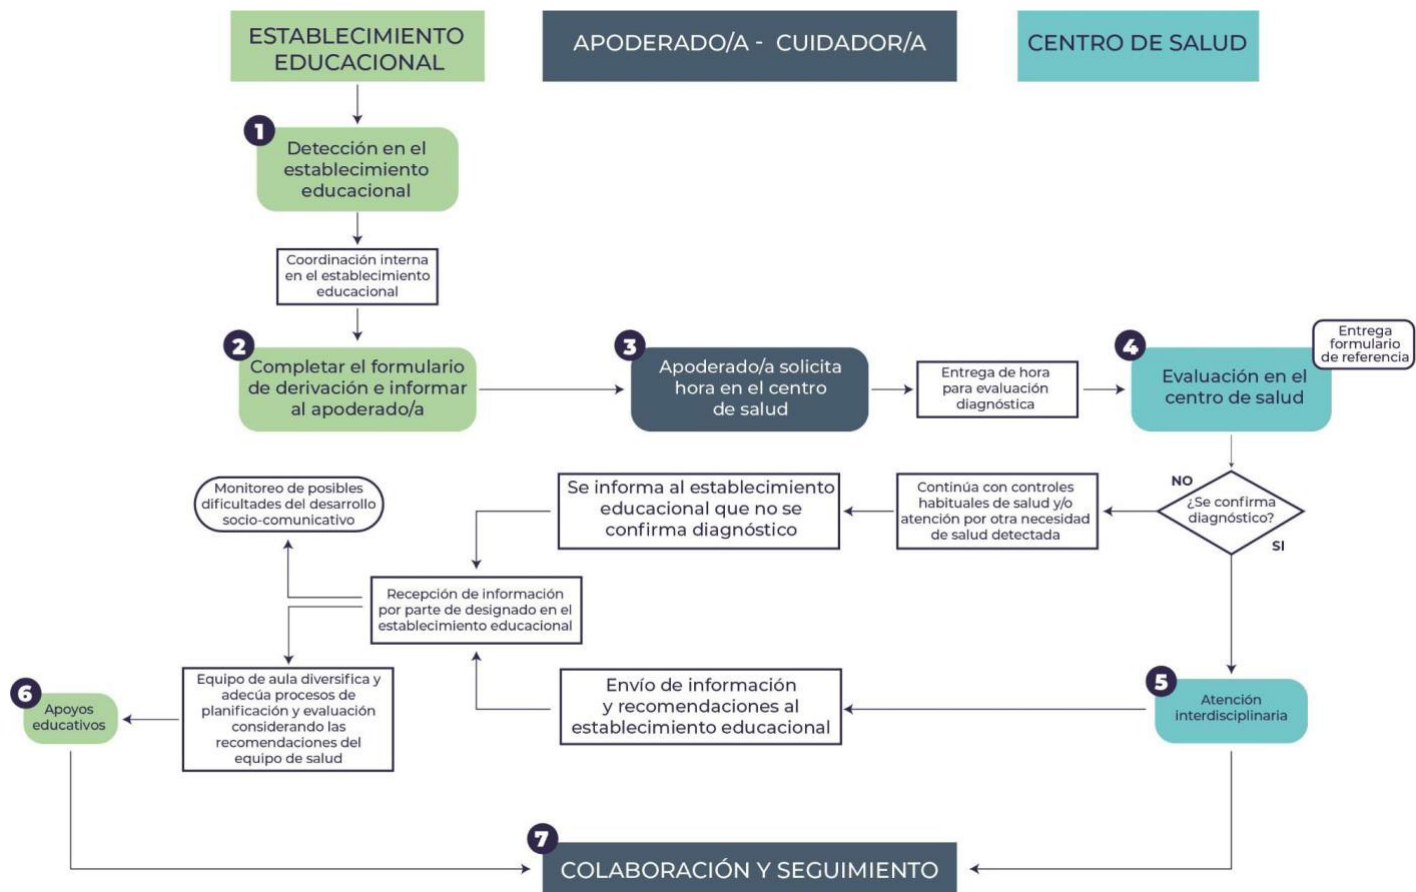 ESTABLECIMIENTO
EDUCACIONAL
APODERADO/A - CUIDADOR/A
CENTRO DE SALUD
1
Detección en el
establecimiento
educacional
Coordinación interna
en el establecimiento
educacional
2
Completar el formulario
de derivación e informar
al apoderado/a
3
Apoderado/a solicita
hora en el centro
de salud
Entrega de hora
para evaluación
diagnóstica
4
Evaluación en el
centro de salud
Entrega
formulario
de referencia
¿Se confirma
diagnóstico?
NO
SI
Continúa con controles
habituales de salud y/o
atención por otra necesidad
de salud detectada
Se informa al establecimiento
educacional que no se
confirma diagnóstico
Monitoreo de posibles
dificultades del desarrollo
socio-comunicativo
Recepción de información
por parte de designado en el
establecimiento educacional
5
Atención
interdisciplinaria
Envío de información
y recomendaciones al
establecimiento educacional
Equipo de aula diversifica y
adecúa procesos de
planificación y evaluación
considerando las
recomendaciones del
equipo de salud
6
Apoyos
educativos
7
COLABORACIÓN Y SEGUIMIENTO